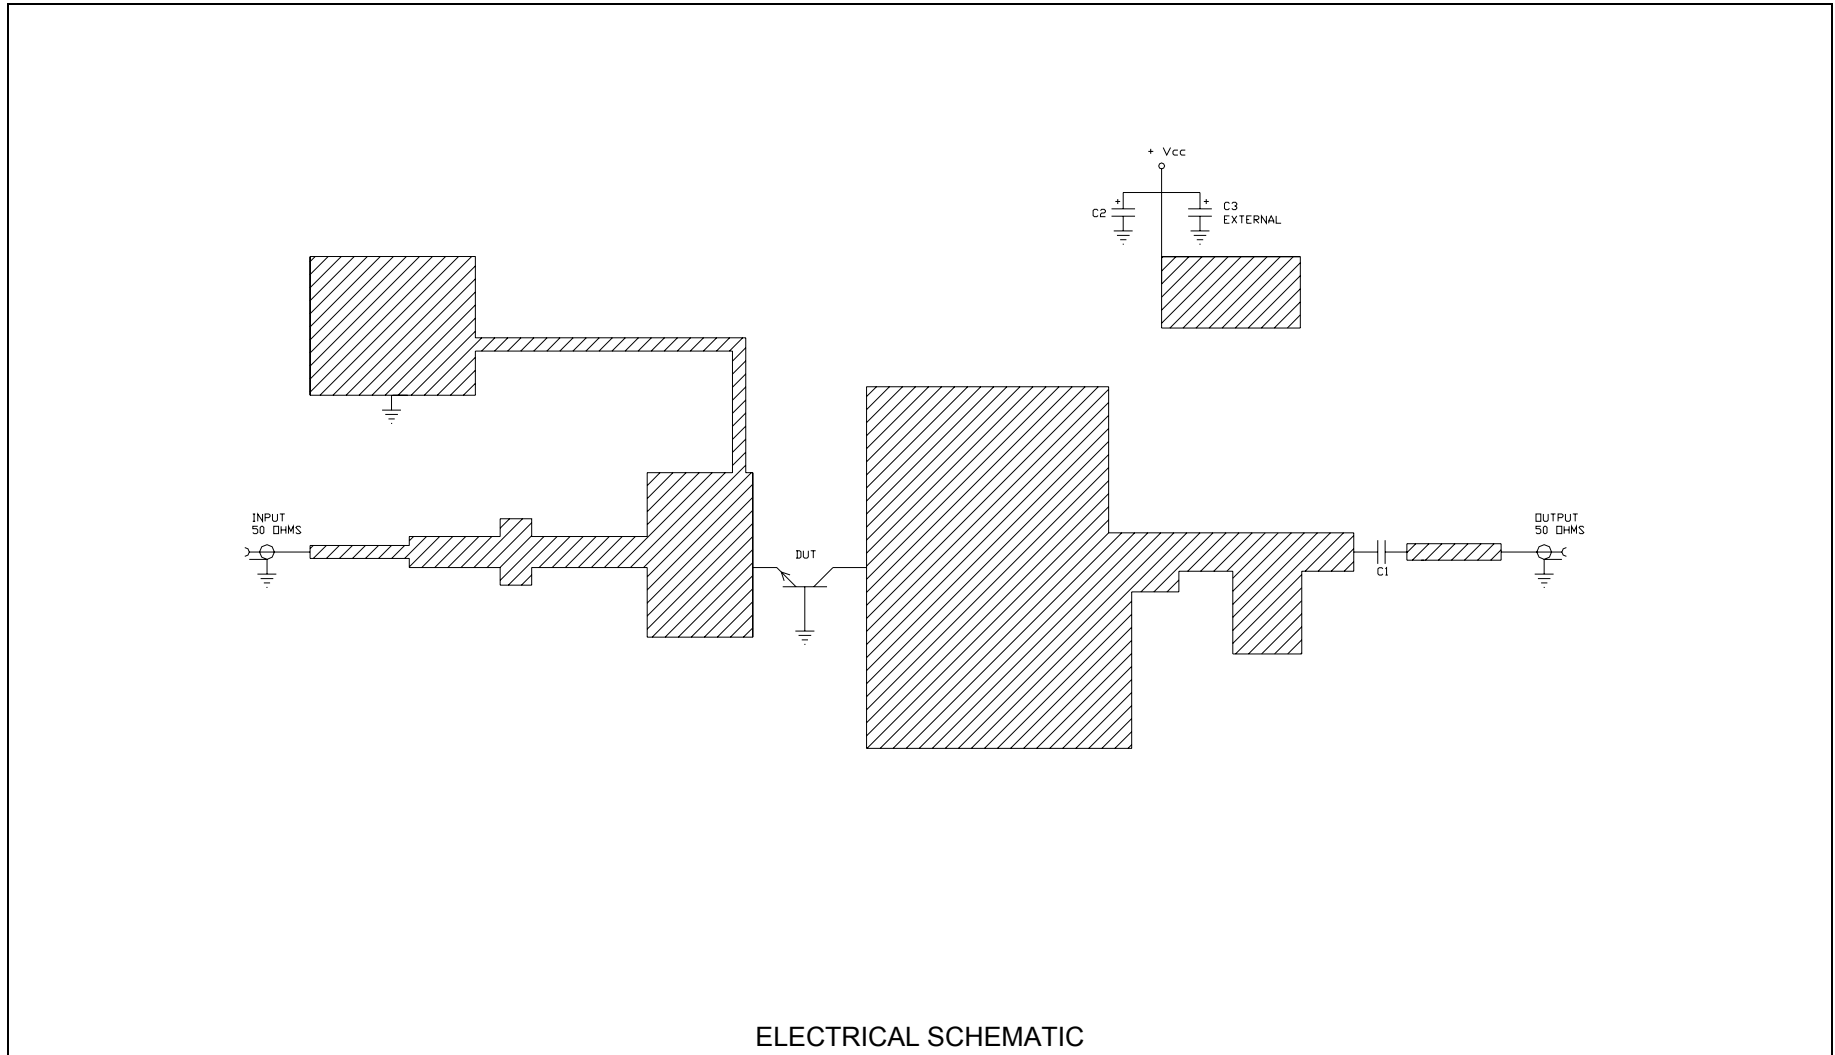 + Vcc
+
C2
+
C3
EXTERNAL
INPUT
50 OHMS
DUT
OUTPUT
50 OHMS
C1
ELECTRICAL SCHEMATIC